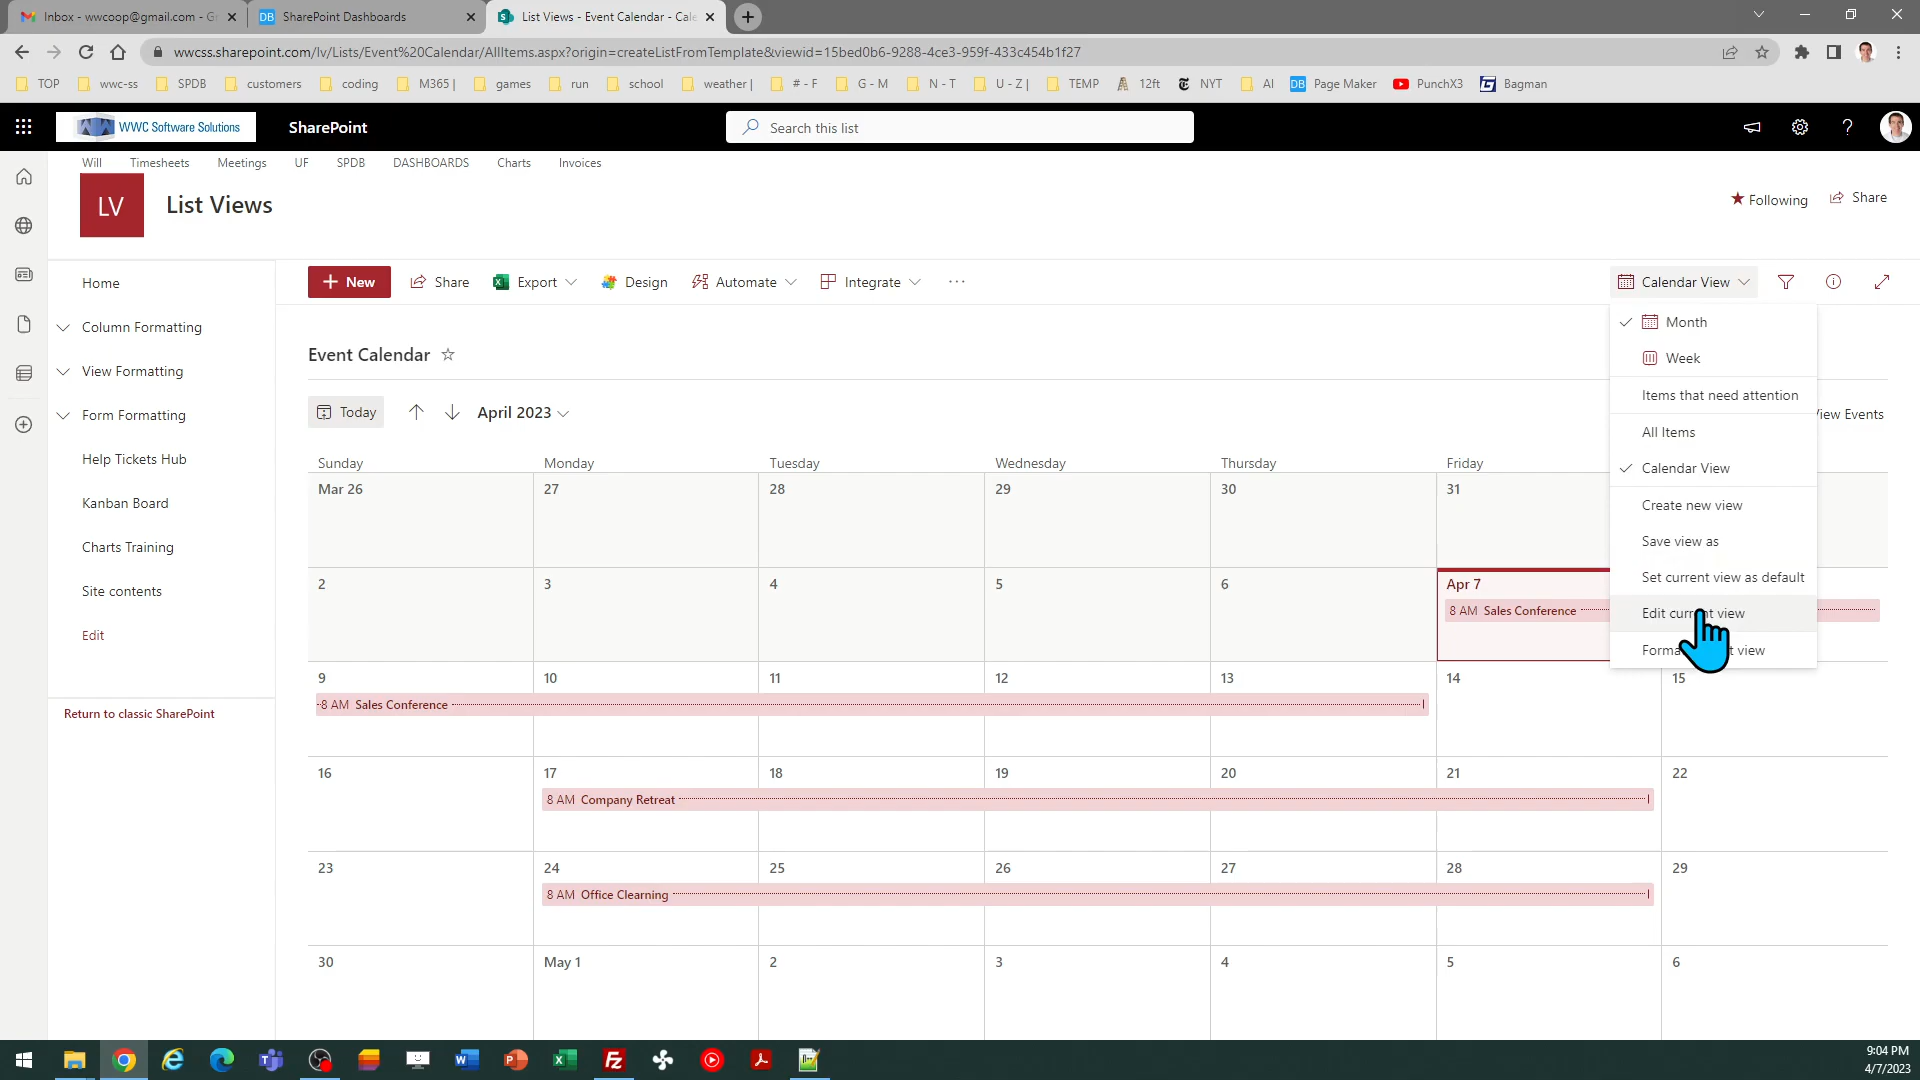 Inbox - wwcoop@gmail.com - G
SharePoint Dashboards
List Views - Event Calendar - Cal
wwcss.sharepoint.com/lv/Lists/Event%20Calendar/AllItems.aspx?origin=createListFromTemplate&viewid=15bed0b6-9288-4ce3-959f-433c454b1f27
TOP wwc-ss SPDB customers coding M365 | games run school weather | # - F G - M N - T U - Z | TEMP 12ft NYT AI DB Page Maker PunchX3 Bagman
WWC Software Solutions SharePoint Search this list
Will Timesheets Meetings UF SPDB DASHBOARDS Charts Invoices
LV List Views
Following Share
New Share Export Design Automate Integrate ··· Calendar View
Home
Column Formatting
View Formatting
Form Formatting
Help Tickets Hub
Kanban Board
Charts Training
Site contents
Edit
Return to classic SharePoint
Event Calendar
Today April 2023
View Events
Month
Week
Items that need attention
All Items
Calendar View
Create new view
Save view as
Set current view as default
Edit current view
view
Sunday Monday Tuesday Wednesday Thursday Friday
Mar 26 27 28 29 30 31
2 3 4 5 6 Apr 7
8 AM Sales Conference
9 10 11 12 13 14 15
8 AM Sales Conference
16 17 18 19 20 21 22
8 AM Company Retreat
23 24 25 26 27 28 29
8 AM Office Clearning
30 May 1 2 3 4 5 6
9:04 PM
4/7/2023